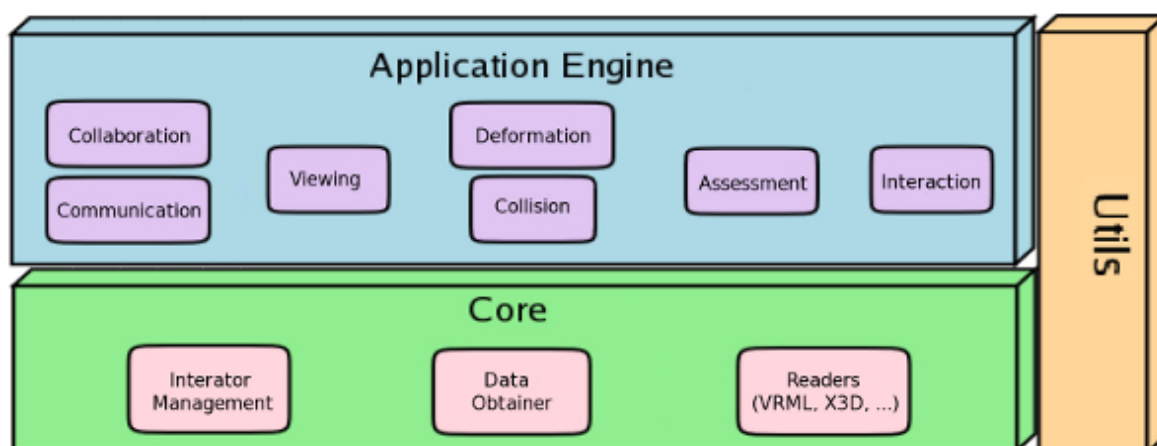 Application Engine
Collaboration
Communication
Viewing
Deformation
Collision
Assessment
Interaction
Utils
Core
Interator
Management
Data
Obtainer
Readers
(VRML, X3D, ...)